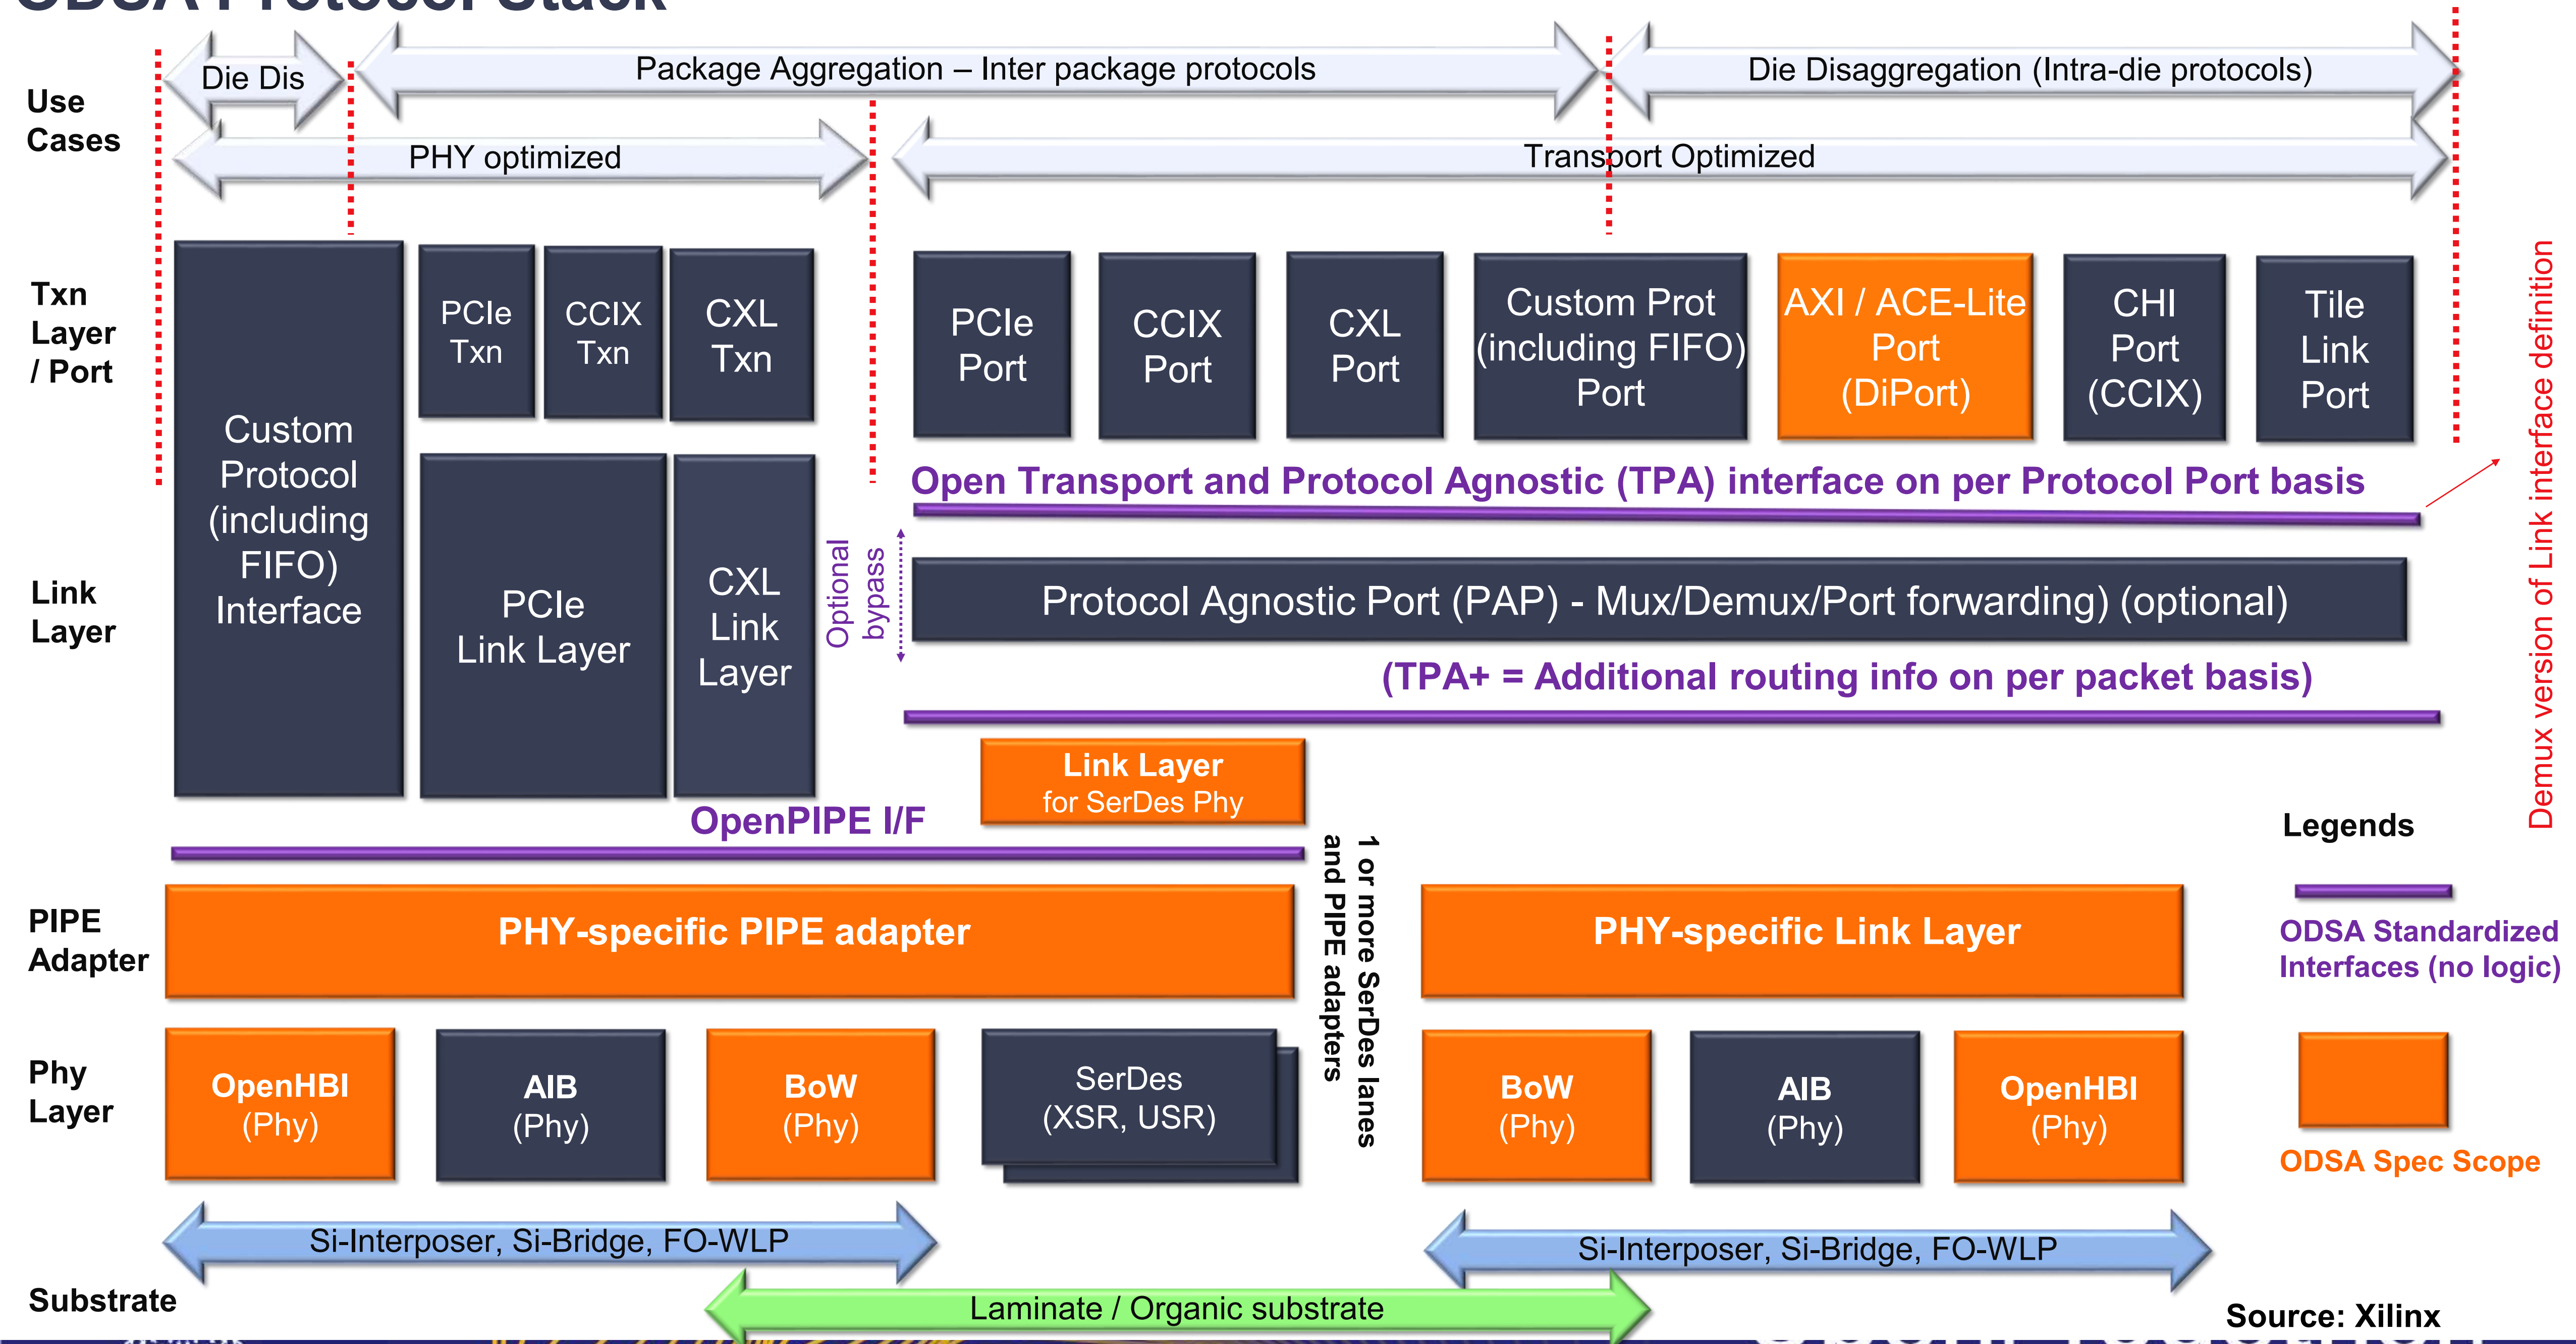 ODSA Protocol Stack
Use
Cases
Die Dis
Package Aggregation – Inter package protocols
Die Disaggregation (Intra-die protocols)
PHY optimized
Transport Optimized
Txn
Layer
/ Port
Custom
Protocol
(including
FIFO)
Interface
PCIe
Txn
CCIX
Txn
CXL
Txn
PCIe
Port
CCIX
Port
CXL
Port
Custom Prot
(including FIFO)
Port
AXI / ACE-Lite
Port
(DiPort)
CHI
Port
(CCIX)
Tile
Link
Port
Demux version of Link interface definition
Open Transport and Protocol Agnostic (TPA) interface on per Protocol Port basis
Link
Layer
PCIe
Link Layer
CXL
Link
Layer
Optional
bypass
Protocol Agnostic Port (PAP) - Mux/Demux/Port forwarding) (optional)
(TPA+ = Additional routing info on per packet basis)
Link Layer
for SerDes Phy
OpenPIPE I/F
1 or more SerDes lanes
and PIPE adapters
Legends
ODSA Standardized
Interfaces (no logic)
PIPE
Adapter
PHY-specific PIPE adapter
PHY-specific Link Layer
Phy
Layer
OpenHBI
(Phy)
AIB
(Phy)
BoW
(Phy)
SerDes
(XSR, USR)
BoW
(Phy)
AIB
(Phy)
OpenHBI
(Phy)
ODSA Spec Scope
Si-Interposer, Si-Bridge, FO-WLP
Si-Interposer, Si-Bridge, FO-WLP
Substrate
Laminate / Organic substrate
Source: Xilinx